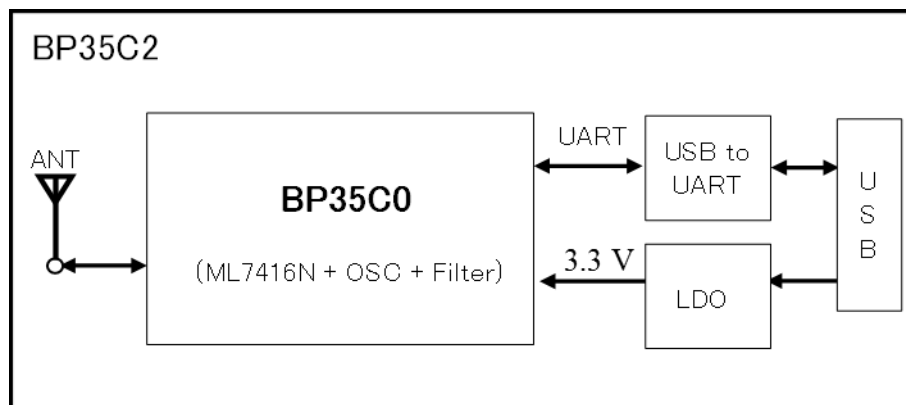 BP35C2
ANT
BP35C0
(ML7416N + OSC + Filter)
UART
USB to
UART
3.3 V
LDO
U
S
B